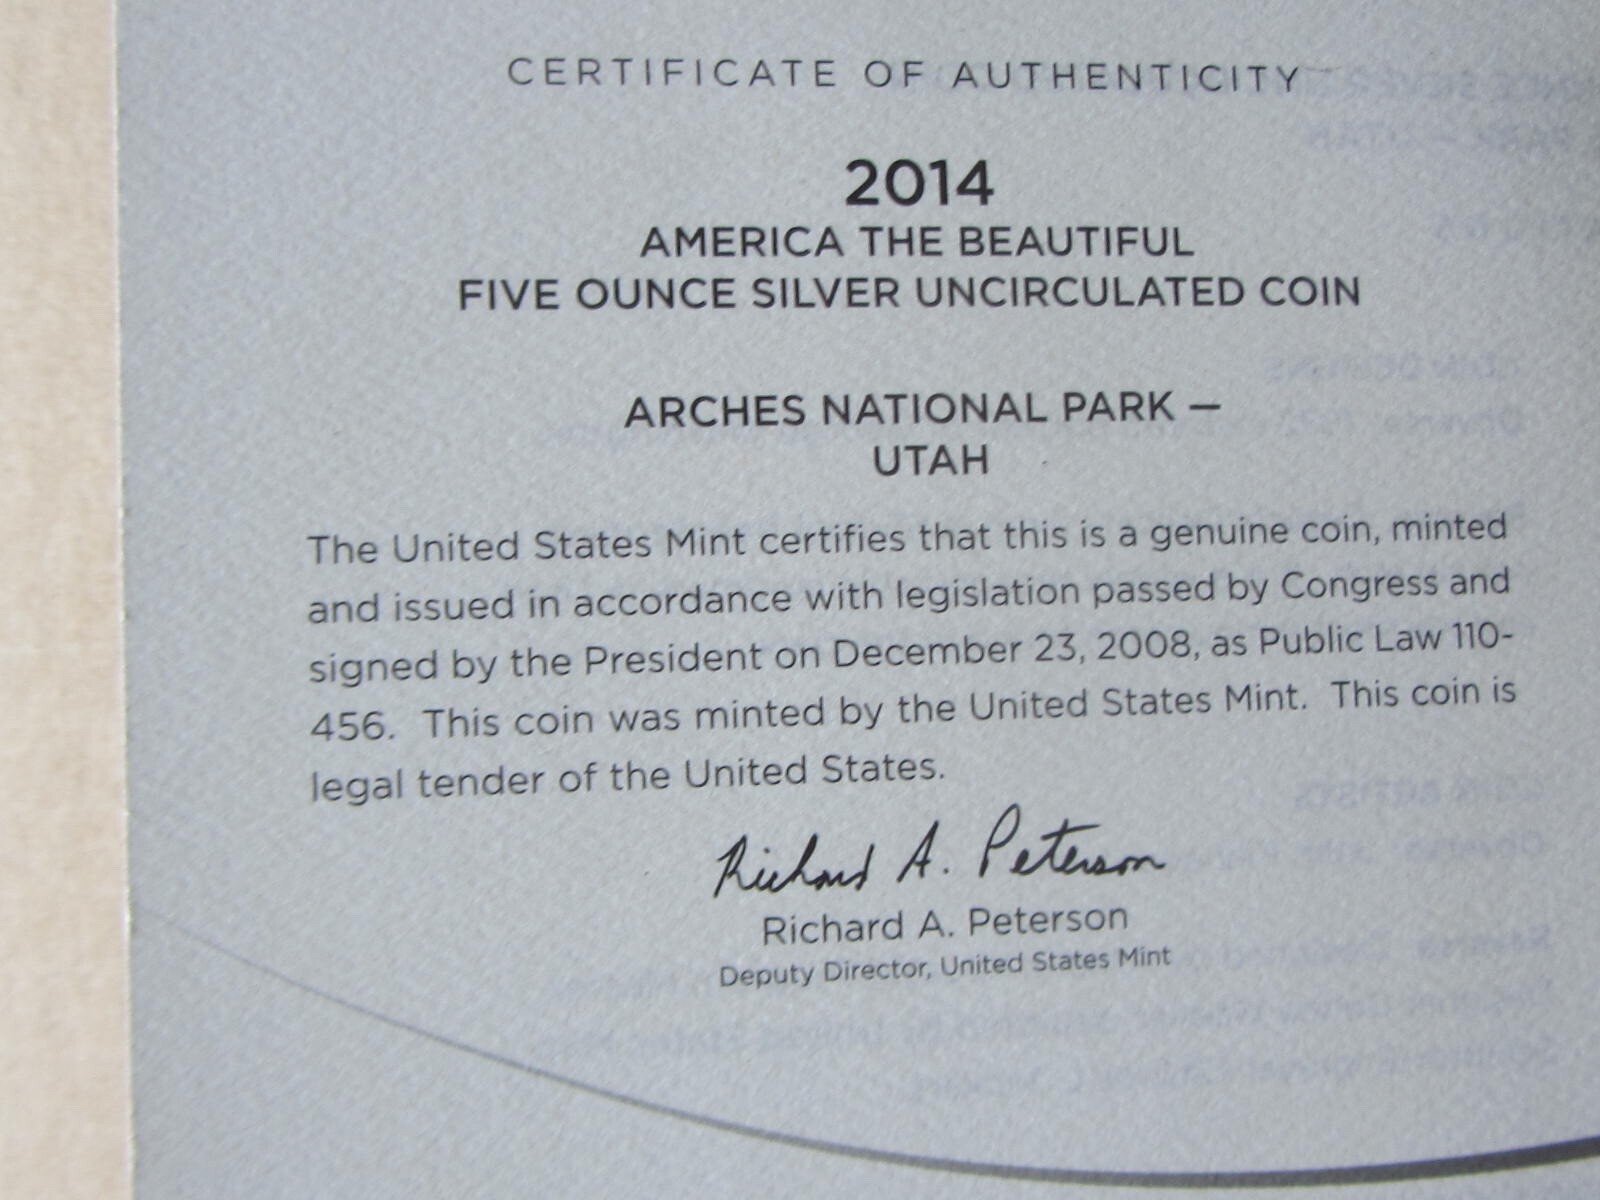 CERTIFICATE OF AUTHENTICITY
2014
AMERICA THE BEAUTIFUL
FIVE OUNCE SILVER UNCIRCULATED COIN
ARCHES NATIONAL PARK —
UTAH
The United States Mint certifies that this is a genuine coin, minted
and issued in accordance with legislation passed by Congress and
signed by the President on December 23, 2008, as Public Law 110-
456. This coin was minted by the United States Mint. This coin is
legal tender of the United States.
Richard A. Peterson
Richard A. Peterson
Deputy Director, United States Mint